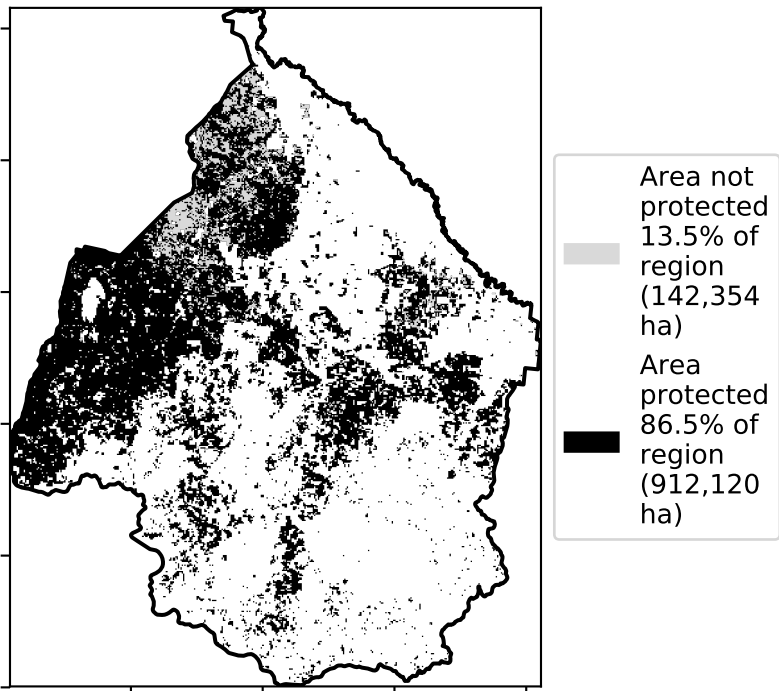 Area not
protected
13.5% of
region
(142,354
ha)
Area
protected
86.5% of
region
(912,120
ha)